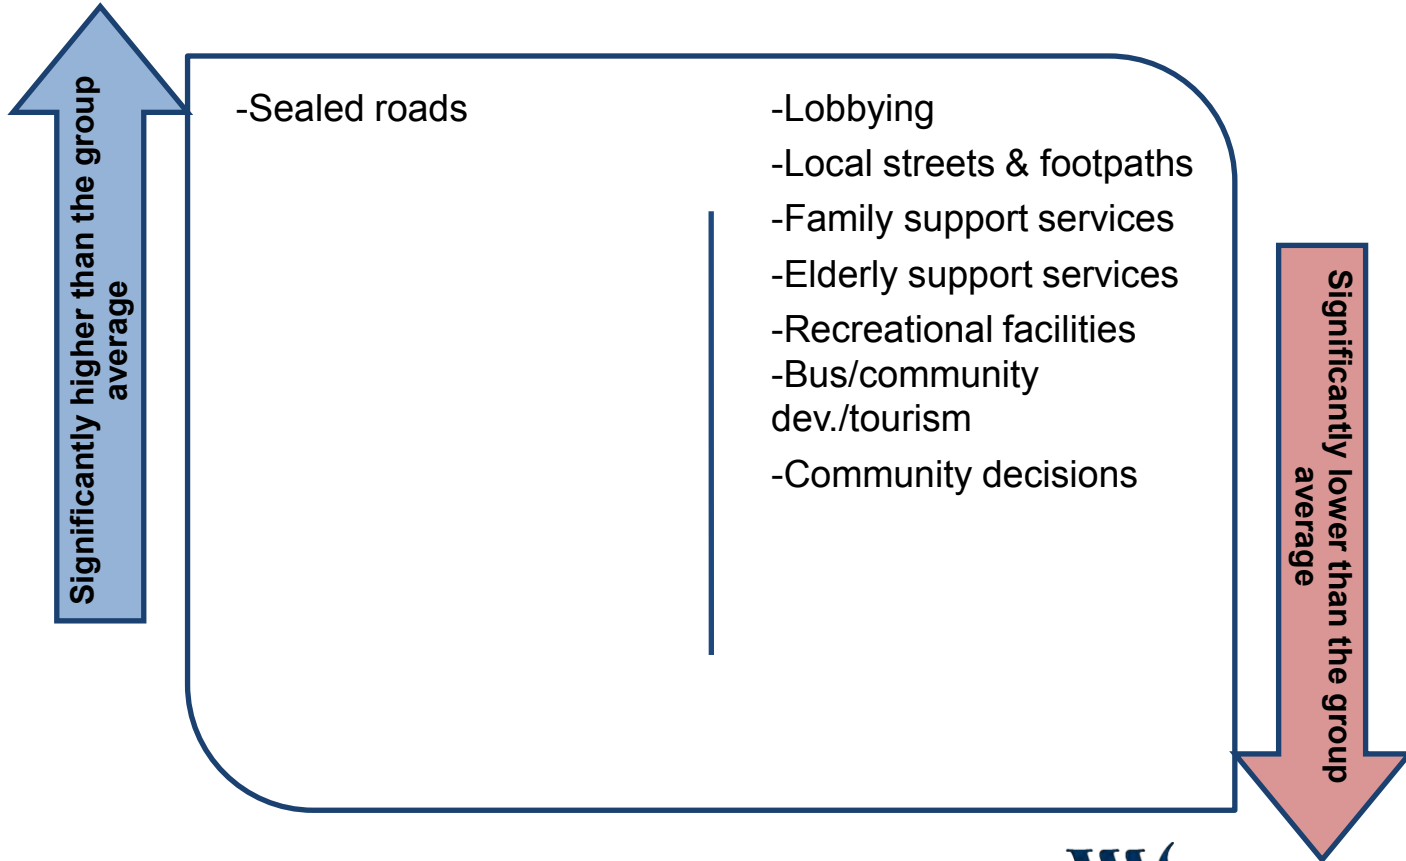 Significantly higher than the group
average
-Sealed roads
-Lobbying
-Local streets & footpaths
-Family support services
-Elderly support services
-Recreational facilities
-Bus/community
dev./tourism
-Community decisions
Significantly lower than the group
average